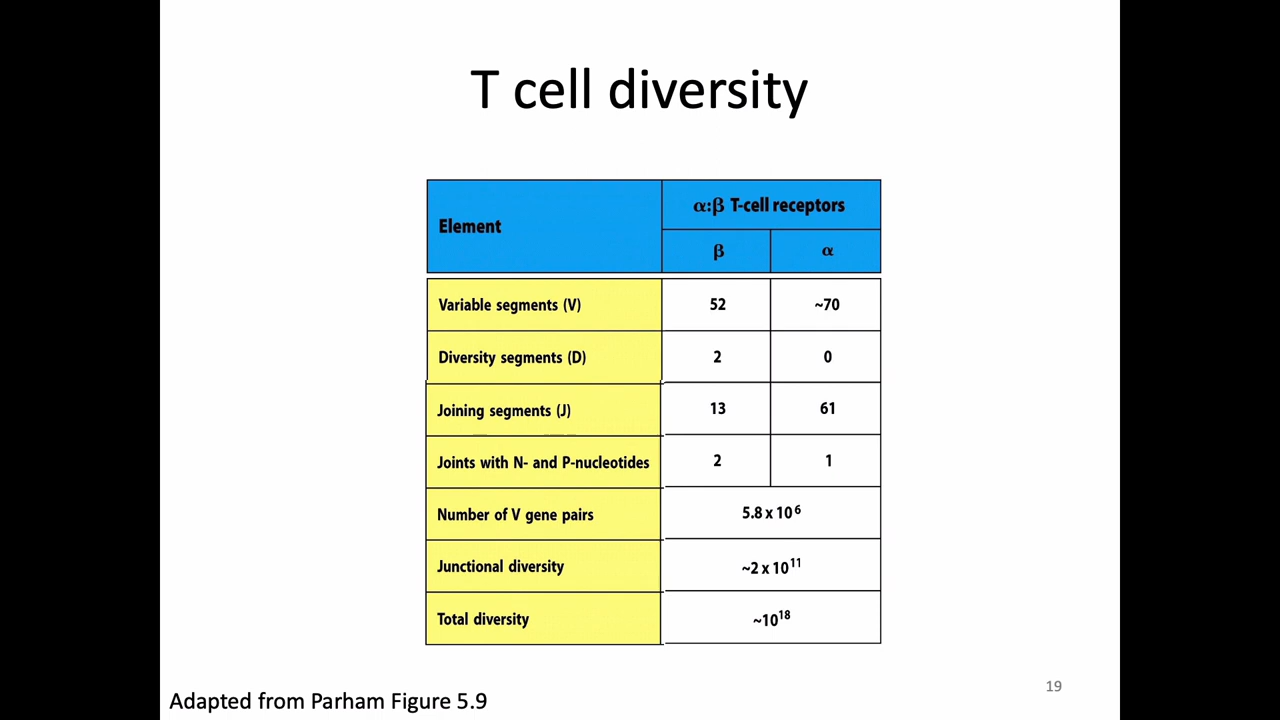 T cell diversity
Element
α:β T-cell receptors
β α
Variable segments (V) 52 ~70
Diversity segments (D) 2 0
Joining segments (J) 13 61
Joints with N- and P-nucleotides 2 1
Number of V gene pairs 5.8 x 10⁶
Junctional diversity ~2 x 10¹¹
Total diversity ~10¹⁸
19
Adapted from Parham Figure 5.9